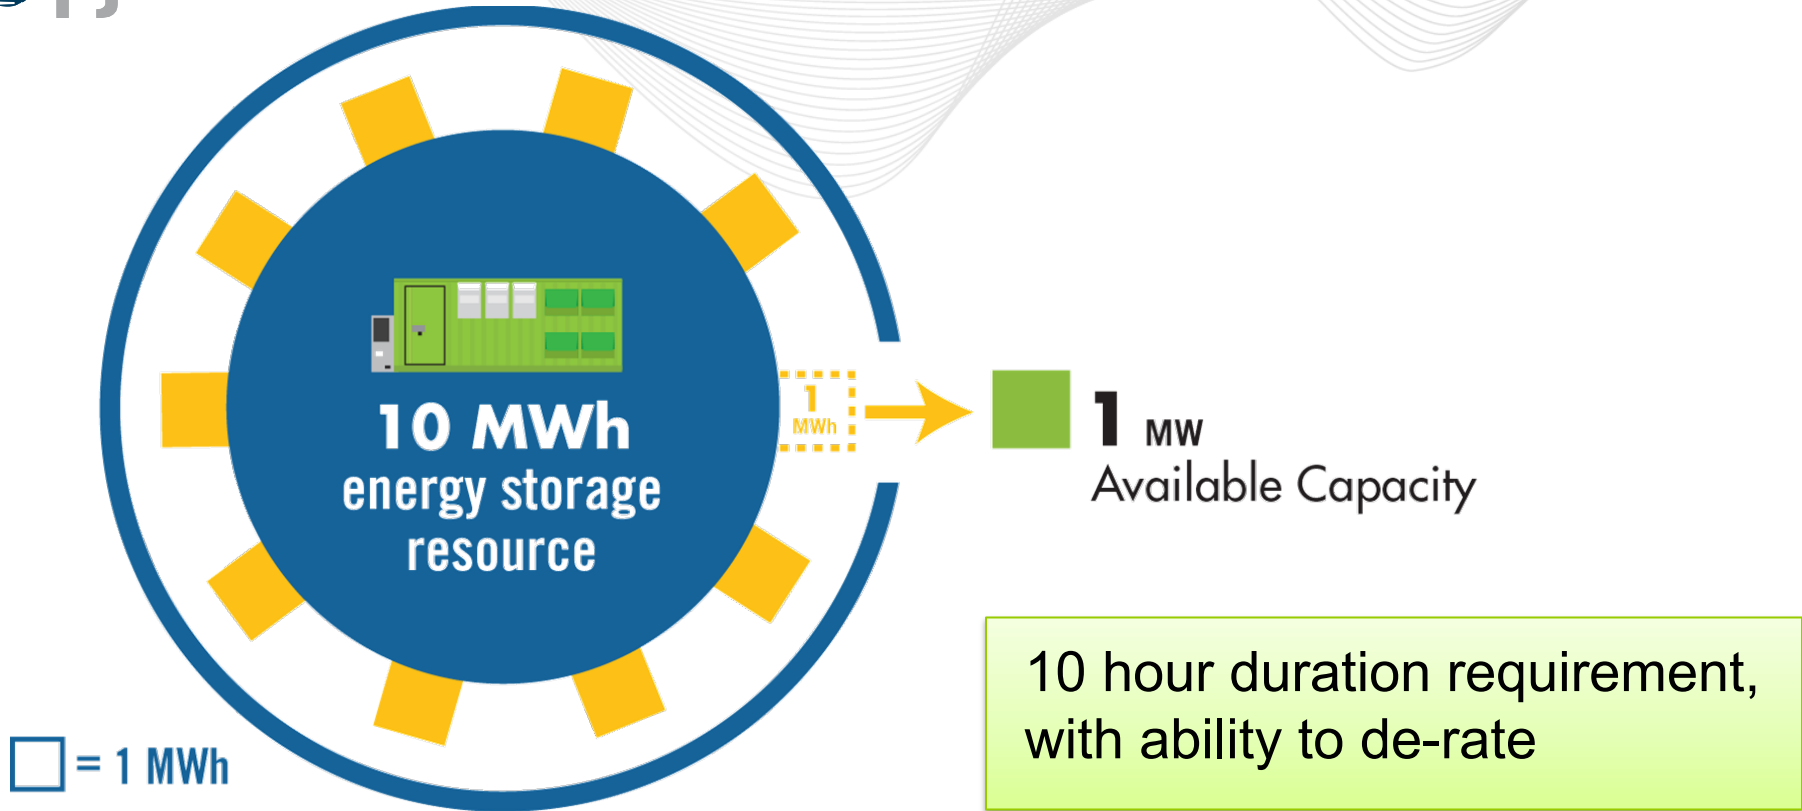 10 MWh
energy storage
resource
1
MWh
1 MW
Available Capacity
10 hour duration requirement,
with ability to de-rate
= 1 MWh